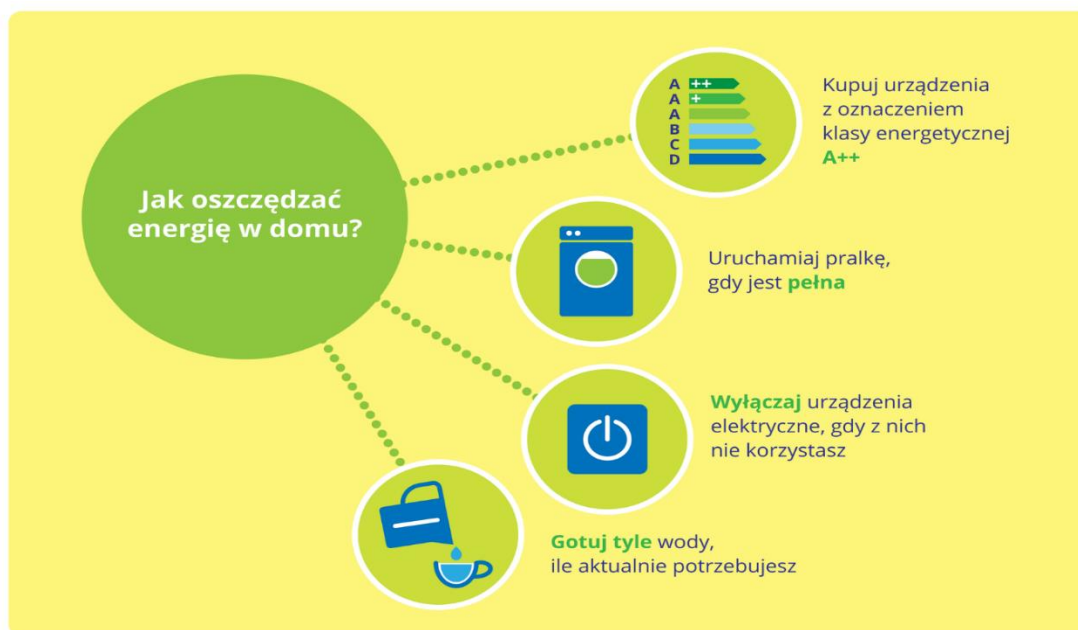 Jak oszczędzać
energię w domu?
A ++
A +
A
B
C
D
Kupuj urządzenia
z oznaczeniem
klasy energetycznej
A++
Uruchamiaj pralkę,
gdy jest pełna
Wyłączaj urządzenia
elektryczne, gdy z nich
nie korzystasz
Gotuj tyle wody,
ile aktualnie potrzebujesz